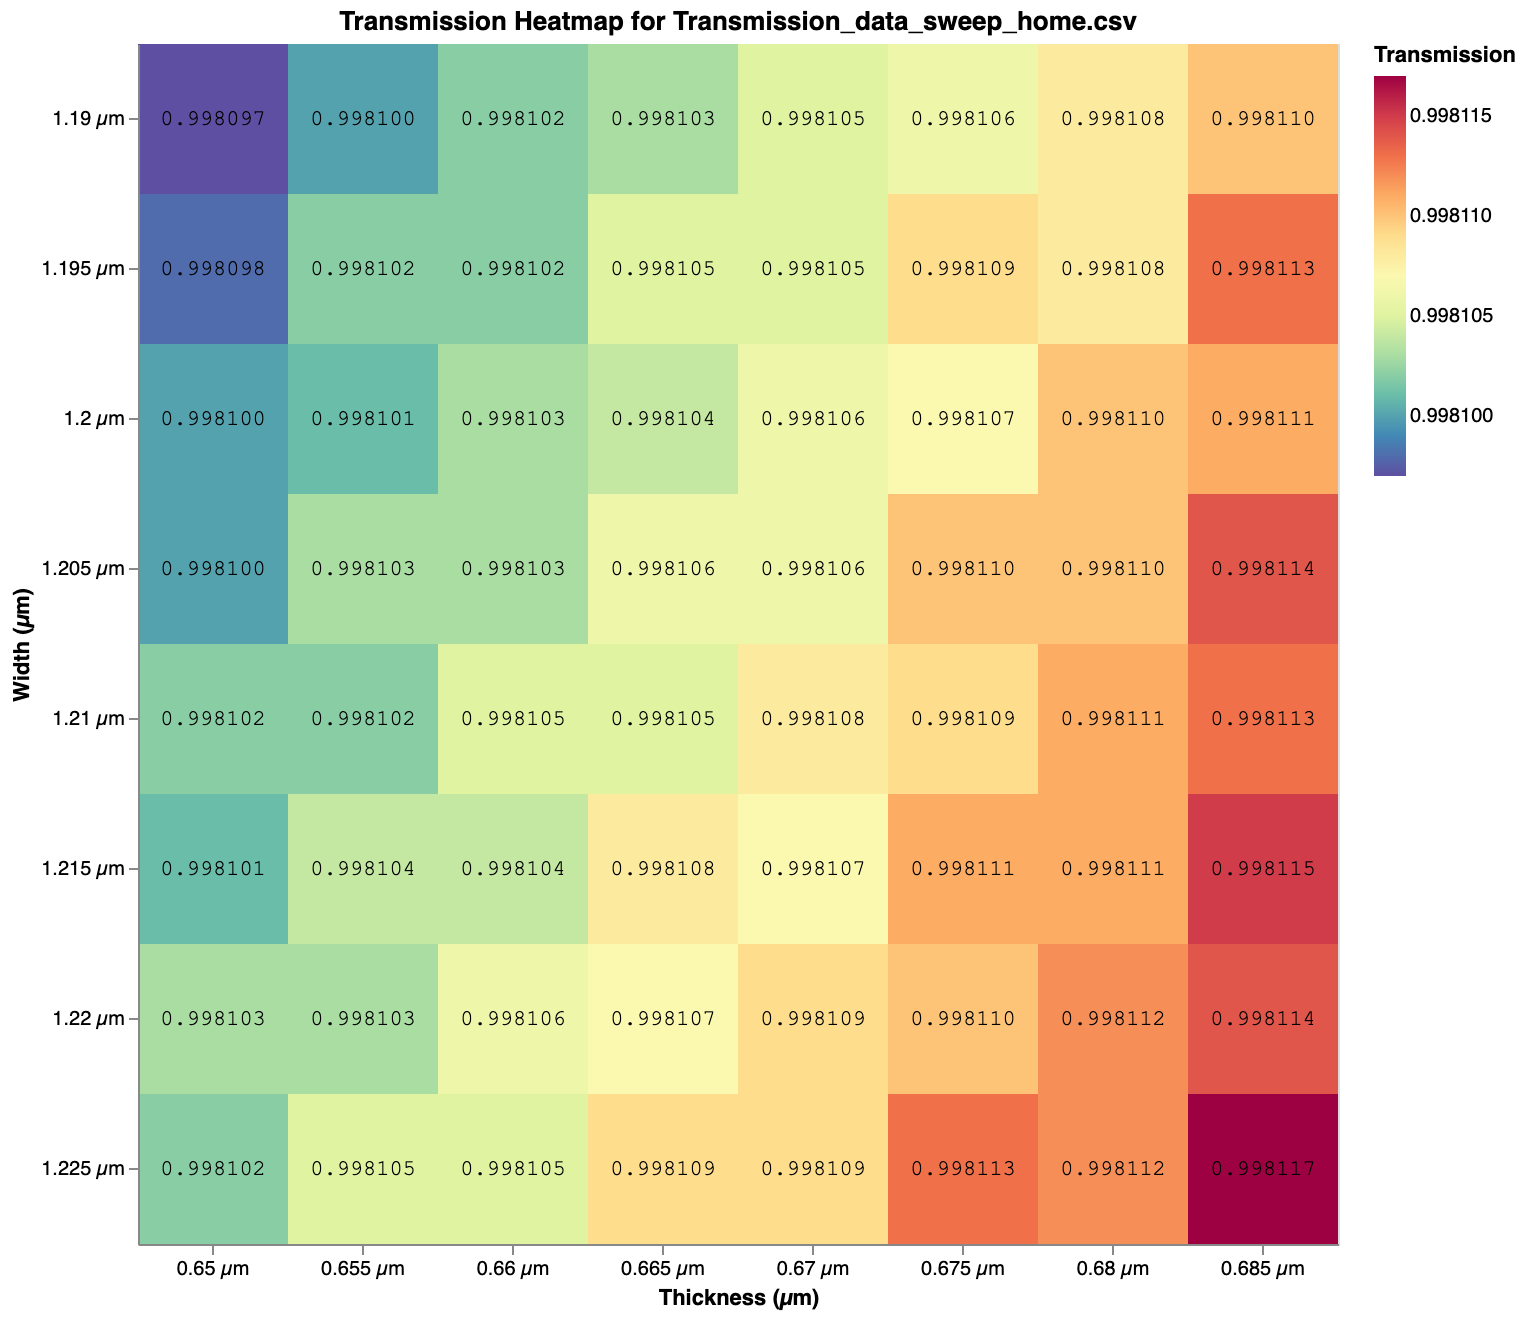 Transmission Heatmap for Transmission_data_sweep_home.csv
Transmission
0.998115
0.998110
0.998105
0.998100
Width (µm)
1.19 µm 0.998097 0.998100 0.998102 0.998103 0.998105 0.998106 0.998108 0.998110
1.195 µm 0.998098 0.998102 0.998102 0.998105 0.998105 0.998109 0.998108 0.998113
1.2 µm 0.998100 0.998101 0.998103 0.998104 0.998106 0.998107 0.998110 0.998111
1.205 µm 0.998100 0.998103 0.998103 0.998106 0.998106 0.998110 0.998110 0.998114
1.21 µm 0.998102 0.998102 0.998105 0.998105 0.998108 0.998109 0.998111 0.998113
1.215 µm 0.998101 0.998104 0.998104 0.998108 0.998107 0.998111 0.998111 0.998115
1.22 µm 0.998103 0.998103 0.998106 0.998107 0.998109 0.998110 0.998112 0.998114
1.225 µm 0.998102 0.998105 0.998105 0.998109 0.998109 0.998113 0.998112 0.998117
0.65 µm 0.655 µm 0.66 µm 0.665 µm 0.67 µm 0.675 µm 0.68 µm 0.685 µm
Thickness (µm)